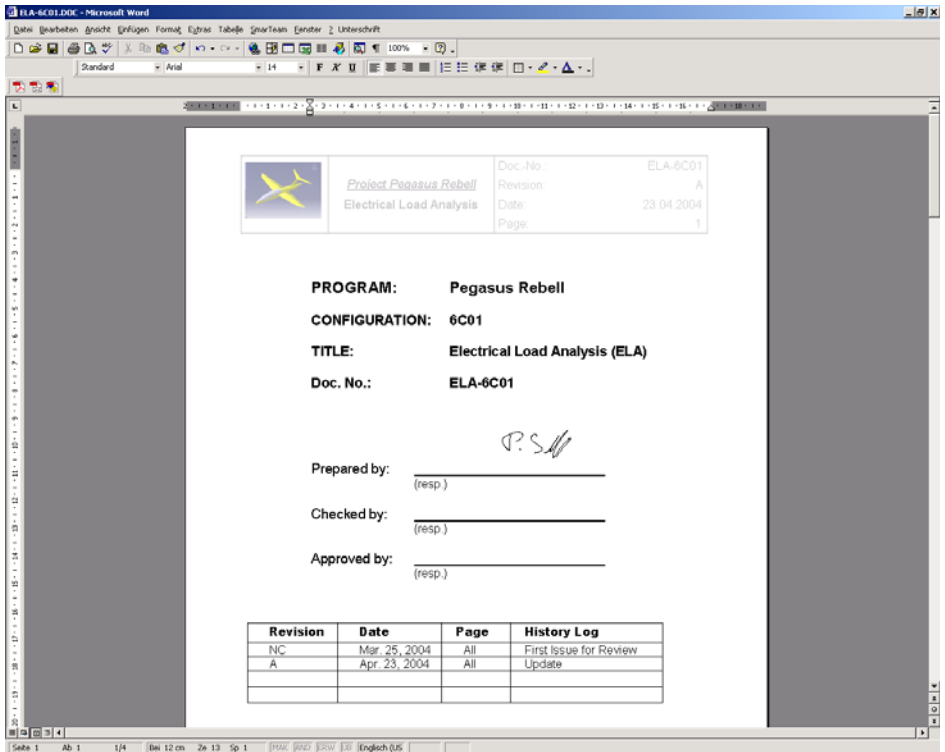 ELA-6C01.DOC - Microsoft Word
Datei Bearbeiten Ansicht Einfügen Format Extras Tabelle SmarTeam Fenster ? Unterschrift
100%
Standard Arial 14 F K U
Project Pegasus Rebell
Electrical Load Analysis
Doc.-No.: ELA-6C01
Revision: A
Date: 23.04.2004
Page: 1
PROGRAM: Pegasus Rebell
CONFIGURATION: 6C01
TITLE: Electrical Load Analysis (ELA)
Doc. No.: ELA-6C01
Prepared by:
(resp.)
Checked by:
(resp.)
Approved by:
(resp.)
Revision Date Page History Log
NC Mar. 25, 2004 All First Issue for Review
A Apr. 23, 2004 All Update
Seite 1 Ab 1 1/4 Bei 12 cm Ze 13 Sp 1 MAK ÄND ERW ÜB Englisch (US